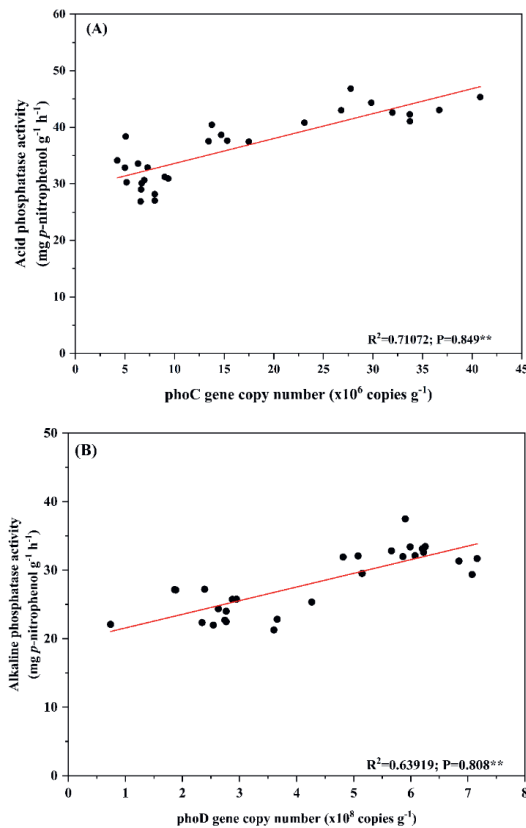 (A)
60
50
40
30
20
10
0
Acid phosphatase activity
(mg p-nitrophenol g⁻¹ h⁻¹)
R²=0.71072; P=0.849**
5 10 15 20 25 30 35 40 45
phoC gene copy number (x10⁶ copies g⁻¹)
(B)
50
40
30
20
10
0
Alkaline phosphatase activity
(mg p-nitrophenol g⁻¹ h⁻¹)
R²=0.63919; P=0.808**
0 1 2 3 4 5 6 7 8
phoD gene copy number (x10⁸ copies g⁻¹)